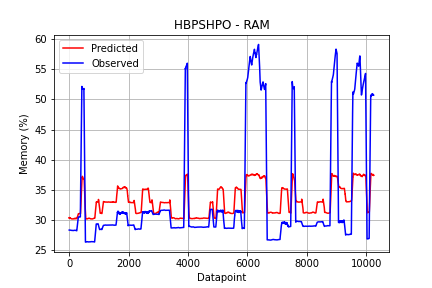 HBPSHPO - RAM
60
55
50
45
40
35
30
25
Memory (%)
Predicted
Observed
0
2000
4000
6000
8000
10000
Datapoint